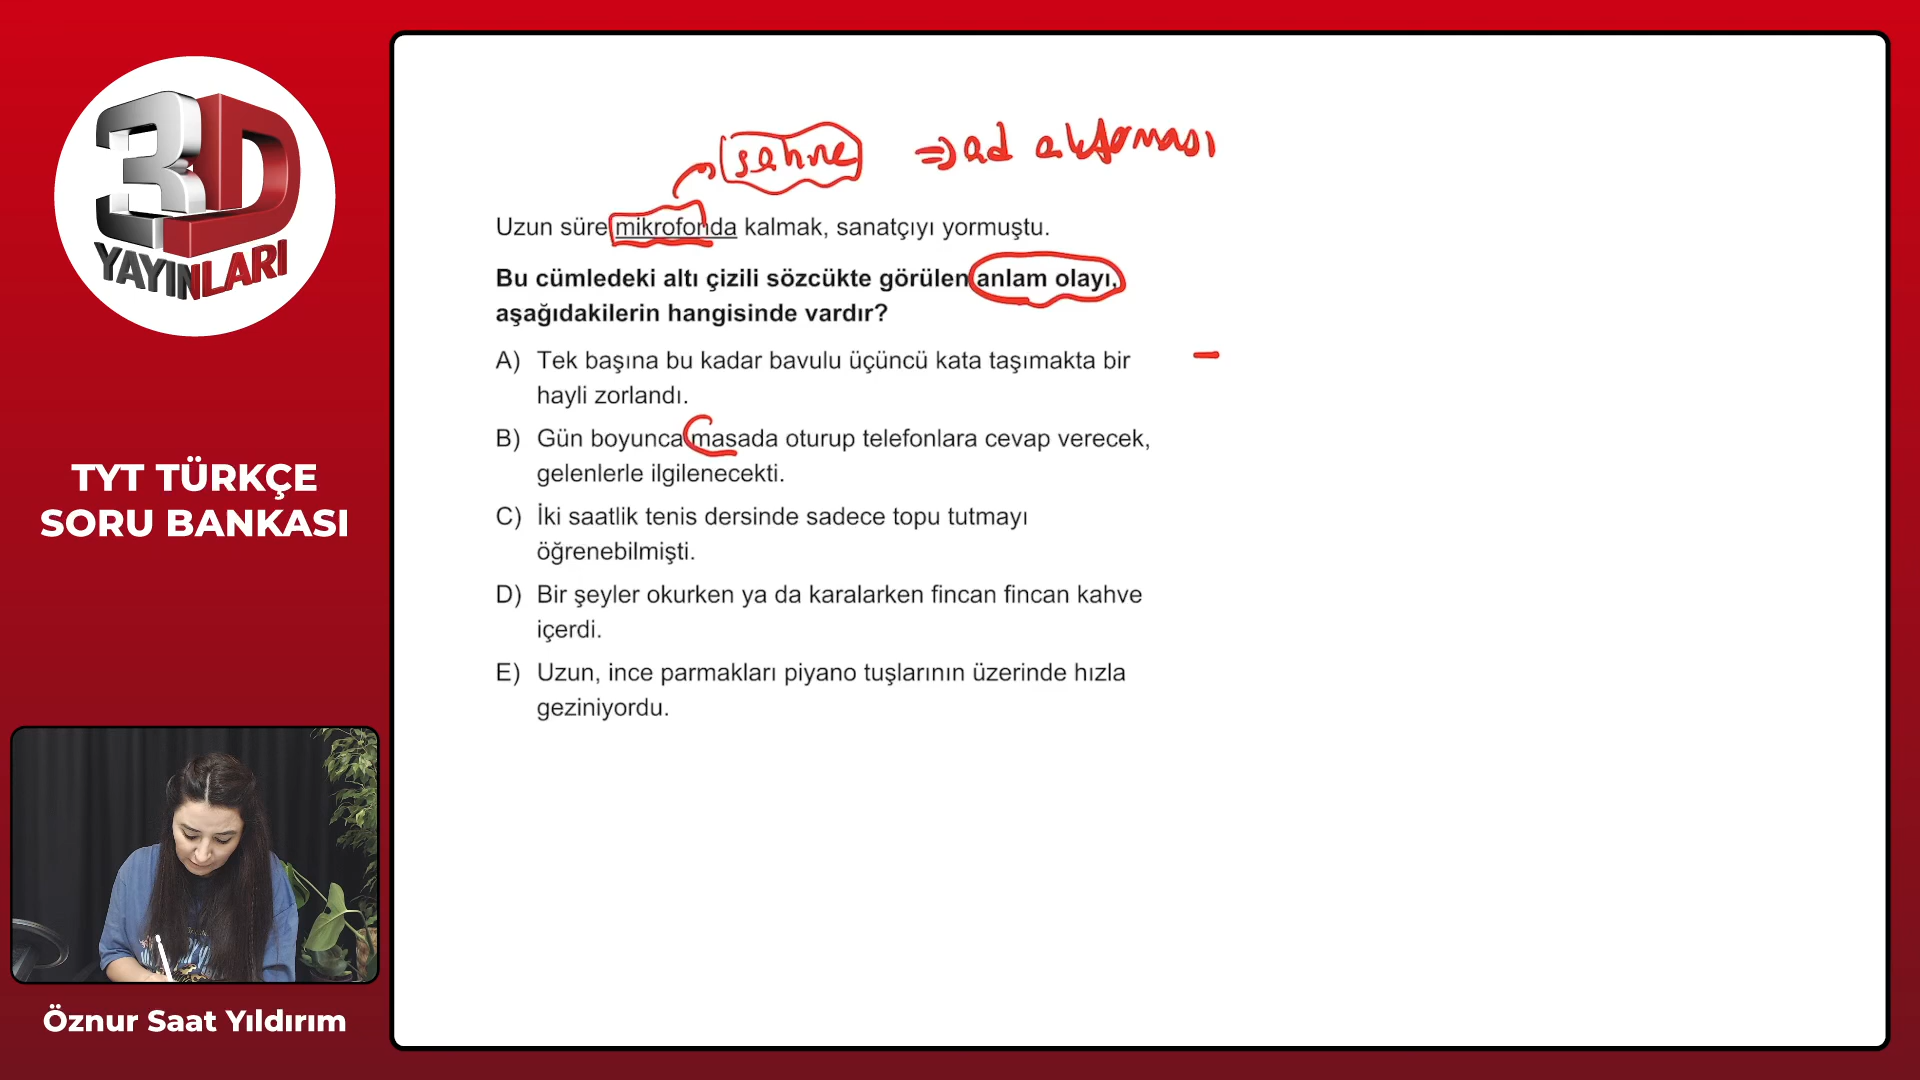 3D
YAYINLARI
TYT TÜRKÇE
SORU BANKASI
Öznur Saat Yıldırım
sahne ⇒ ad aktarması
Uzun süre mikrofonda kalmak, sanatçıyı yormuştu.
Bu cümledeki altı çizili sözcükte görülen anlam olayı,
aşağıdakilerin hangisinde vardır?
A) Tek başına bu kadar bavulu üçüncü kata taşımakta bir
hayli zorlandı.
B) Gün boyunca masada oturup telefonlara cevap verecek,
gelenlerle ilgilenecekti.
C) İki saatlik tenis dersinde sadece topu tutmayı
öğrenebilmişti.
D) Bir şeyler okurken ya da karalarken fincan fincan kahve
içerdi.
E) Uzun, ince parmakları piyano tuşlarının üzerinde hızla
geziniyordu.